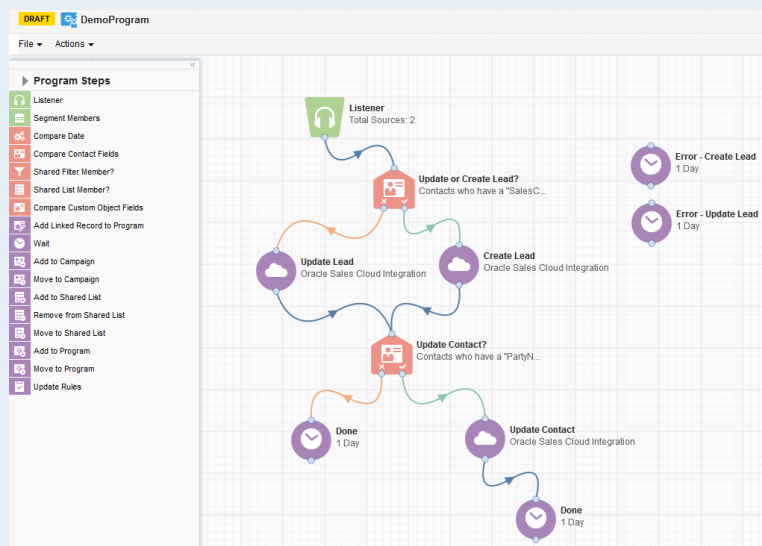 DRAFT DemoProgram
File Actions
«
Program Steps
Listener
Segment Members
Compare Date
Compare Contact Fields
Shared Filter Member?
Shared List Member?
Compare Custom Object Fields
Add Linked Record to Program
Wait
Add to Campaign
Move to Campaign
Add to Shared List
Remove from Shared List
Move to Shared List
Add to Program
Move to Program
Update Rules
Listener
Total Sources: 2
Update or Create Lead?
Contacts who have a "SalesC...
Error - Create Lead
1 Day
Error - Update Lead
1 Day
Update Lead
Oracle Sales Cloud Integration
Create Lead
Oracle Sales Cloud Integration
Update Contact?
Contacts who have a "PartyN...
Done
1 Day
Update Contact
Oracle Sales Cloud Integration
Done
1 Day